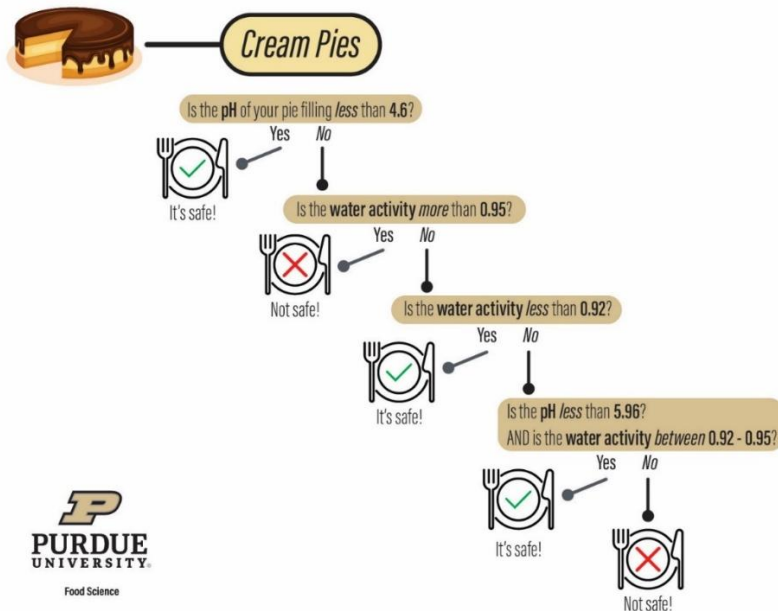 Cream Pies
Is the pH of your pie filling less than 4.6?
Yes No
It's safe!
Is the water activity more than 0.95?
Yes No
Not safe!
Is the water activity less than 0.92?
Yes No
It's safe!
Is the pH less than 5.96?
AND is the water activity between 0.92 - 0.95?
Yes No
It's safe!
Not safe!
P
PURDUE
UNIVERSITY®
Food Science